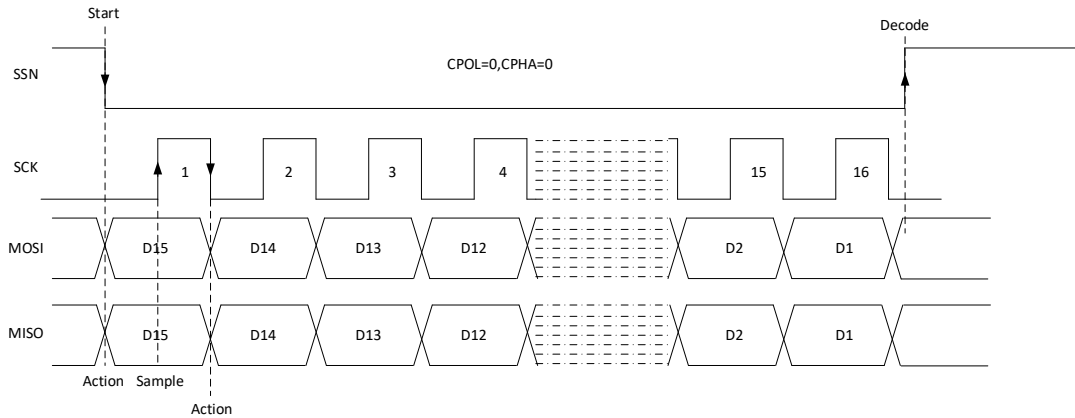 Start
Decode
SSN
CPOL=0,CPHA=0
SCK
1 2 3 4 15 16
MOSI
D15 D14 D13 D12 D2 D1
MISO
D15 D14 D13 D12 D2 D1
Action Sample
Action